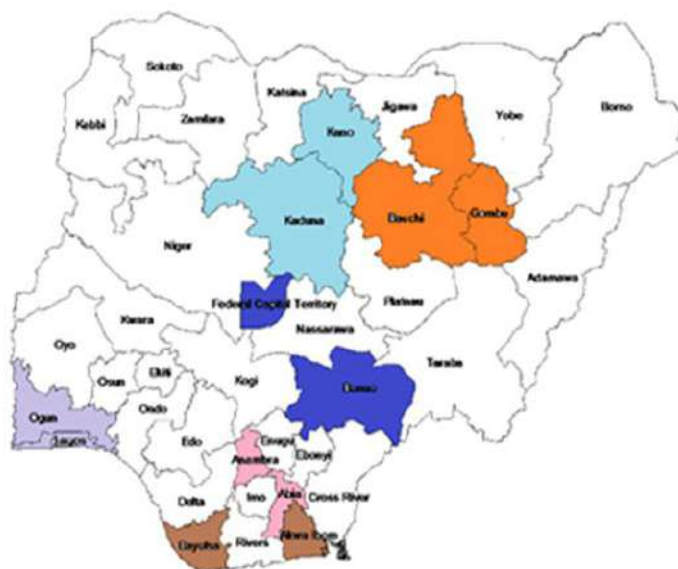 Sokoto
Katsina
Jigawa
Yobe
Borno
Kebbi
Zamfara
Kano
Kaduna
Bauchi
Gombe
Niger
Adamawa
Federal Capital Territory
Plateau
Kwara
Nassarawa
Oyo
Taraba
Osun
Ekiti
Kogi
Benue
Ogun
Ondo
Lagos
Edo
Enugu
Anambra
Ebonyi
Delta
Imo
Abia
Cross River
Bayelsa
Rivers
Akwa Ibom